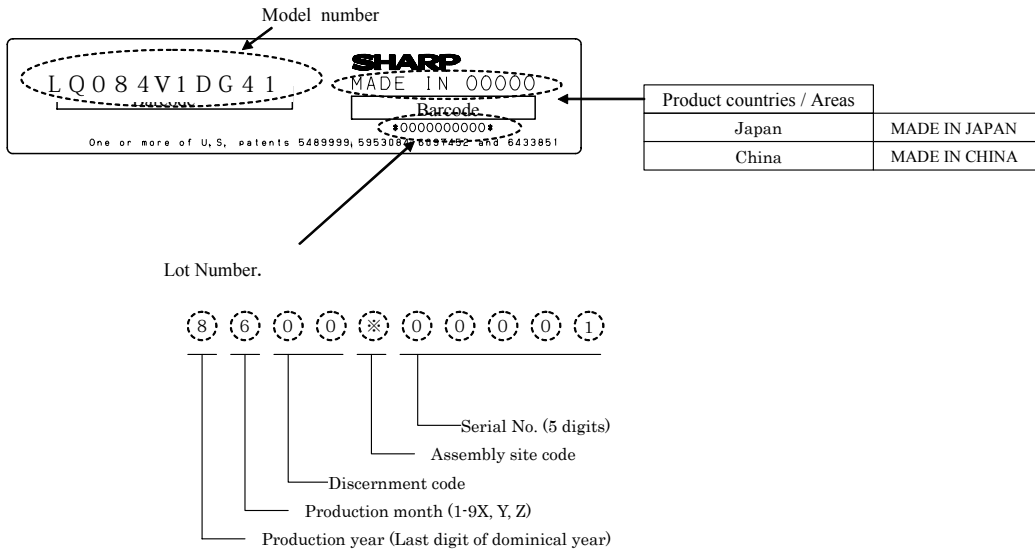 Model number
SHARP
LQ084V1DG41
MADE IN 00000
Barcode
*0000000000*
One or more of U,S, patents 5489999, 5953084, 6097452 and 6433851
Product countries / Areas
Japan MADE IN JAPAN
China MADE IN CHINA
Lot Number.
8 6 0 0 ※ 0 0 0 0 1
Serial No. (5 digits)
Assembly site code
Discernment code
Production month (1-9X, Y, Z)
Production year (Last digit of dominical year)